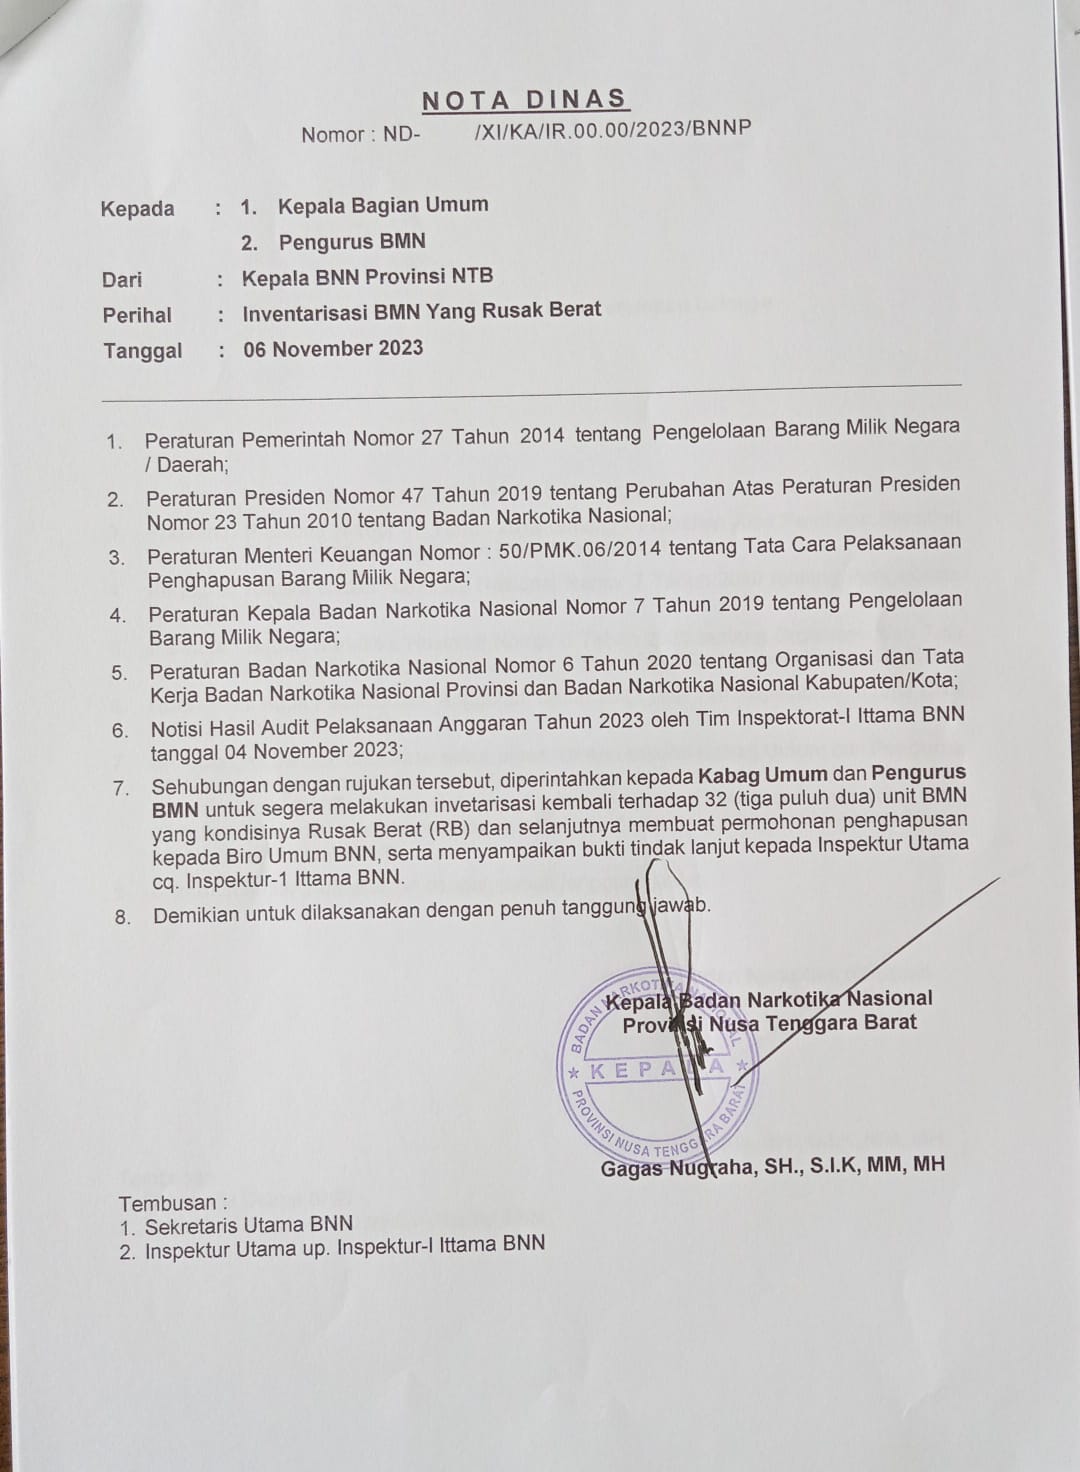 NOTA DINAS
Nomor : ND- /XI/KA/IR.00.00/2023/BNNP
Kepada : 1. Kepala Bagian Umum
2. Pengurus BMN
Dari : Kepala BNN Provinsi NTB
Perihal : Inventarisasi BMN Yang Rusak Berat
Tanggal : 06 November 2023
1. Peraturan Pemerintah Nomor 27 Tahun 2014 tentang Pengelolaan Barang Milik Negara
/ Daerah;
2. Peraturan Presiden Nomor 47 Tahun 2019 tentang Perubahan Atas Peraturan Presiden
Nomor 23 Tahun 2010 tentang Badan Narkotika Nasional;
3. Peraturan Menteri Keuangan Nomor : 50/PMK.06/2014 tentang Tata Cara Pelaksanaan
Penghapusan Barang Milik Negara;
4. Peraturan Kepala Badan Narkotika Nasional Nomor 7 Tahun 2019 tentang Pengelolaan
Barang Milik Negara;
5. Peraturan Badan Narkotika Nasional Nomor 6 Tahun 2020 tentang Organisasi dan Tata
Kerja Badan Narkotika Nasional Provinsi dan Badan Narkotika Nasional Kabupaten/Kota;
6. Notisi Hasil Audit Pelaksanaan Anggaran Tahun 2023 oleh Tim Inspektorat-I Ittama BNN
tanggal 04 November 2023;
7. Sehubungan dengan rujukan tersebut, diperintahkan kepada Kabag Umum dan Pengurus
BMN untuk segera melakukan invetarisasi kembali terhadap 32 (tiga puluh dua) unit BMN
yang kondisinya Rusak Berat (RB) dan selanjutnya membuat permohonan penghapusan
kepada Biro Umum BNN, serta menyampaikan bukti tindak lanjut kepada Inspektur Utama
cq. Inspektur-1 Ittama BNN.
8. Demikian untuk dilaksanakan dengan penuh tanggung jawab.
Kepala Badan Narkotika Nasional
Provinsi Nusa Tenggara Barat
BADAN NARKOTIKA NASIONAL
★ KEPALA ★
PROVINSI NUSA TENGGARA BARAT
Gagas Nugraha, SH., S.I.K, MM, MH
Tembusan :
1. Sekretaris Utama BNN
2. Inspektur Utama up. Inspektur-I Ittama BNN